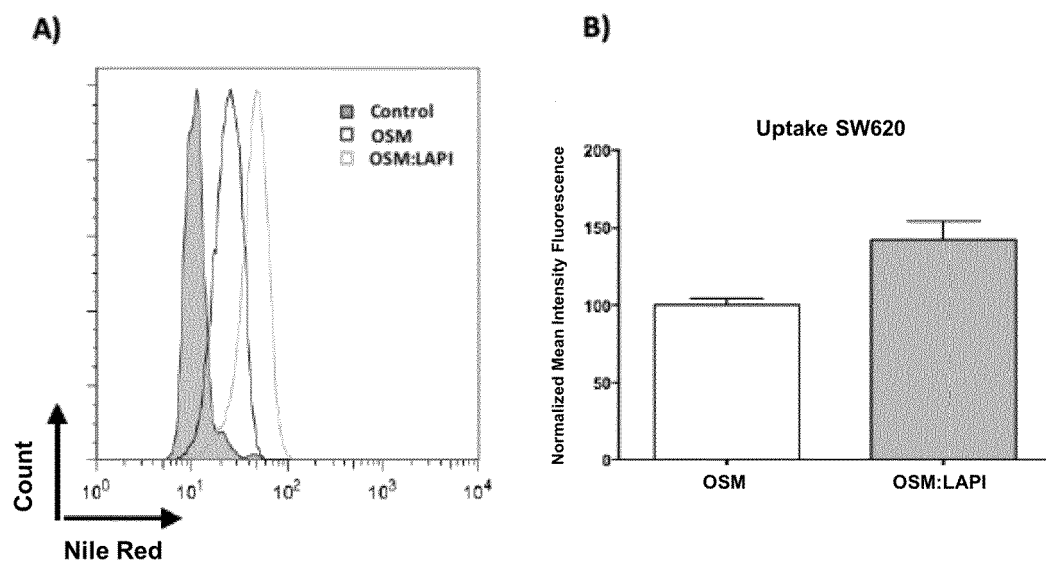 A)
Control
OSM
OSM:LAPI
Count
10⁰ 10¹ 10² 10³ 10⁴
Nile Red
B)
Uptake SW620
Normalized Mean Intensity Fluorescence
200
150
100
50
0
OSM OSM:LAPI